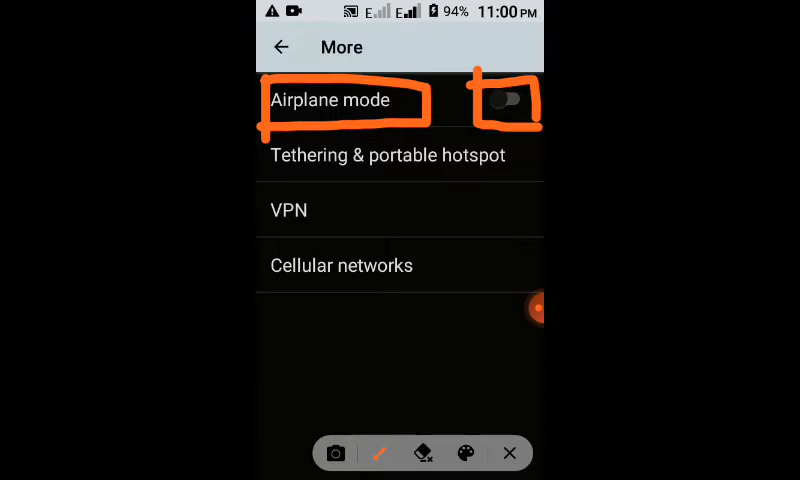 E E 94% 11:00 PM
More
Airplane mode
Tethering & portable hotspot
VPN
Cellular networks